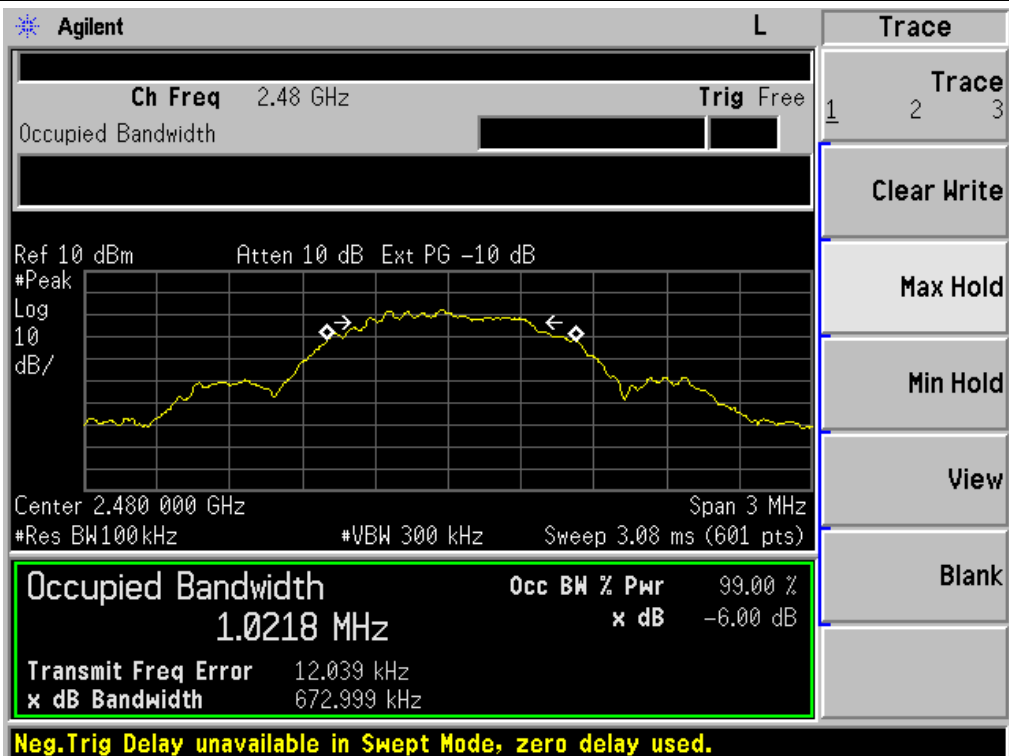 Agilent L Trace
Ch Freq 2.48 GHz Trig Free
Occupied Bandwidth
Trace
1 2 3
Clear Write
Max Hold
Min Hold
View
Blank
Ref 10 dBm Atten 10 dB Ext PG -10 dB
#Peak
Log
10
dB/
Center 2.480 000 GHz Span 3 MHz
#Res BW100kHz #VBW 300 kHz Sweep 3.08 ms (601 pts)
Occupied Bandwidth Occ BW % Pwr 99.00 %
1.0218 MHz x dB -6.00 dB
Transmit Freq Error 12.039 kHz
x dB Bandwidth 672.999 kHz
Neg.Trig Delay unavailable in Swept Mode, zero delay used.